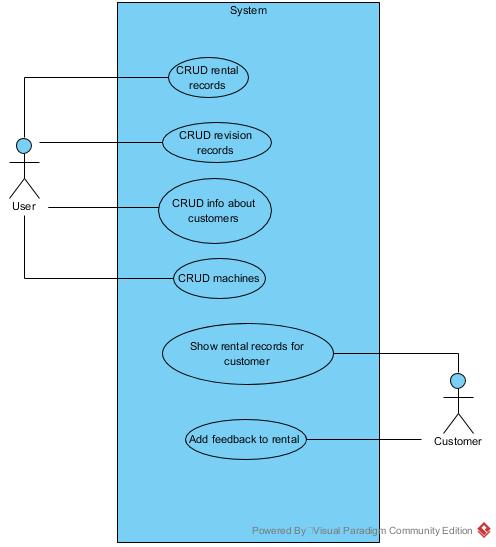 System
CRUD rental
records
CRUD revision
records
User
CRUD info about
customers
CRUD machines
Show rental records for
customer
Customer
Add feedback to rental
Powered By Visual Paradigm Community Edition